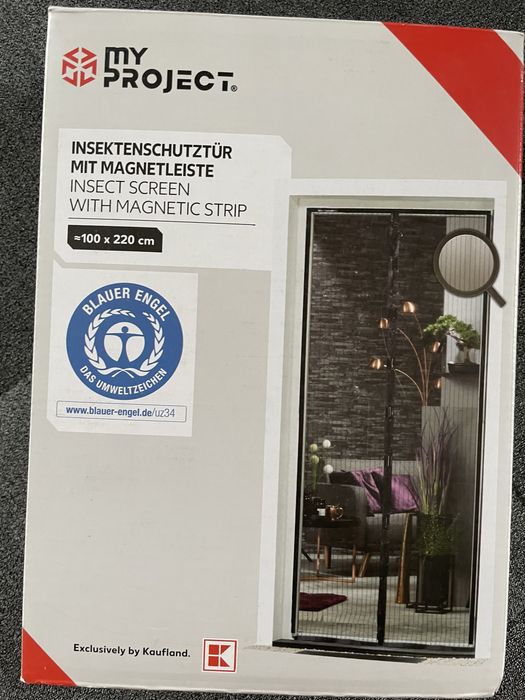 MY
PROJECT®
INSEKTENSCHUTZTÜR
MIT MAGNETLEISTE
INSECT SCREEN
WITH MAGNETIC STRIP
≈100 x 220 cm
BLAUER ENGEL
DAS UMWELTZEICHEN
www.blauer-engel.de/uz34
Exclusively by Kaufland.